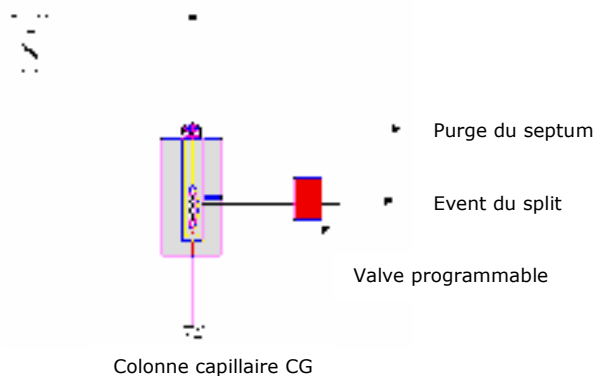 Purge du septum
Event du split
Valve programmable
Colonne capillaire CG